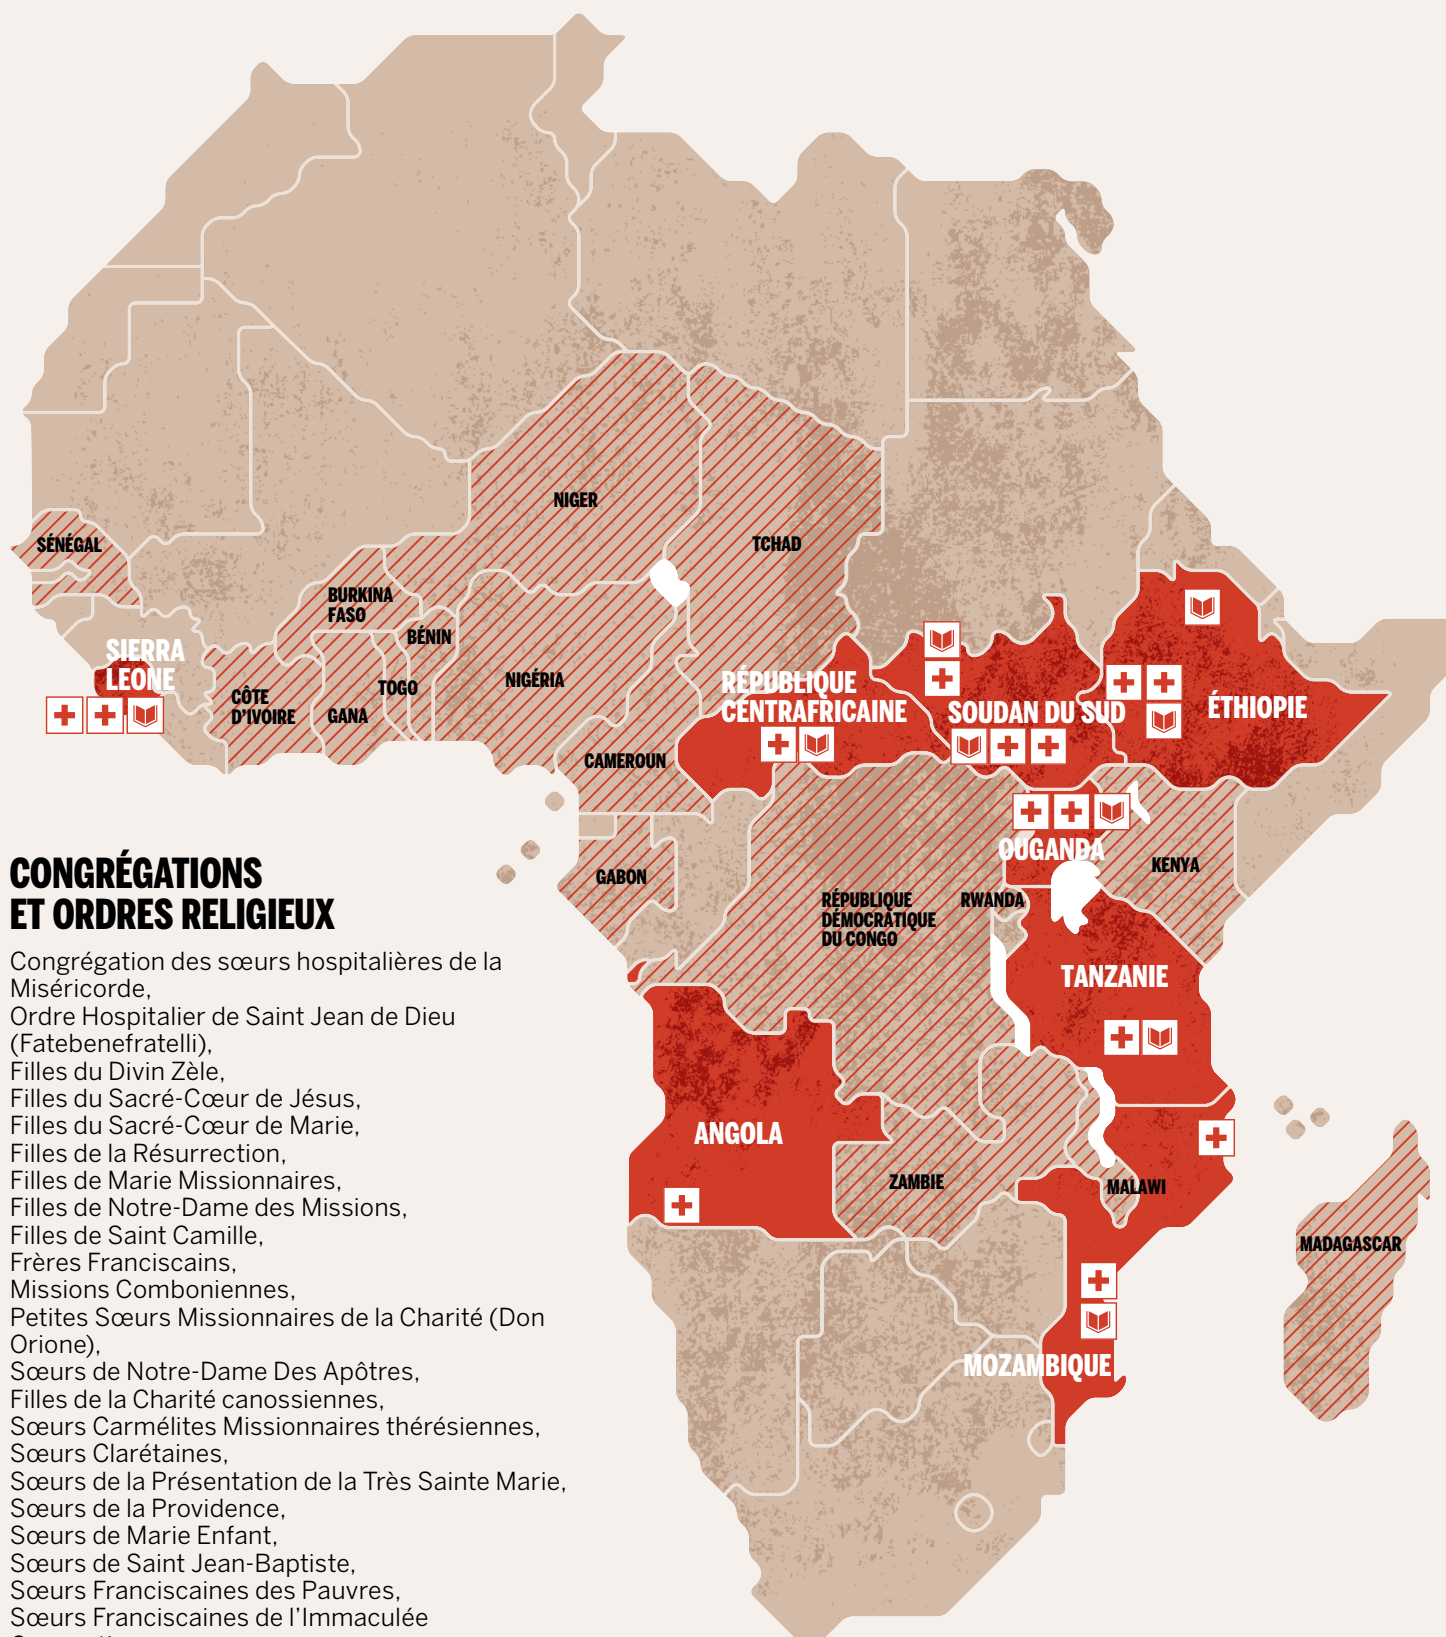 NIGER
SÉNÉGAL
TCHAD
BURKINA
FASO
BÉNIN
SIERRA
LEONE
CÔTE
D'IVOIRE
TOGO
GANA
NIGÉRIA
RÉPUBLIQUE
CENTRAFRICAINE
SOUDAN DU SUD
ÉTHIOPIE
CAMEROUN
OUGANDA
KENYA
GABON
RÉPUBLIQUE
DÉMOCRATIQUE
DU CONGO
RWANDA
TANZANIE
ANGOLA
ZAMBIE
MALAWI
MADAGASCAR
MOZAMBIQUE
CONGRÉGATIONS
ET ORDRES RELIGIEUX
Congrégation des sœurs hospitalières de la
Miséricorde,
Ordre Hospitalier de Saint Jean de Dieu
(Fatebenefratelli),
Filles du Divin Zèle,
Filles du Sacré-Cœur de Jésus,
Filles du Sacré-Cœur de Marie,
Filles de la Résurrection,
Filles de Marie Missionnaires,
Filles de Notre-Dame des Missions,
Filles de Saint Camille,
Frères Franciscains,
Missions Comboniennes,
Petites Sœurs Missionnaires de la Charité (Don
Orione),
Sœurs de Notre-Dame Des Apôtres,
Filles de la Charité canossiennes,
Sœurs Carmélites Missionnaires thérésiennes,
Sœurs Clarétaines,
Sœurs de la Présentation de la Très Sainte Marie,
Sœurs de la Providence,
Sœurs de Marie Enfant,
Sœurs de Saint Jean-Baptiste,
Sœurs Franciscaines des Pauvres,
Sœurs Franciscaines de l'Immaculée